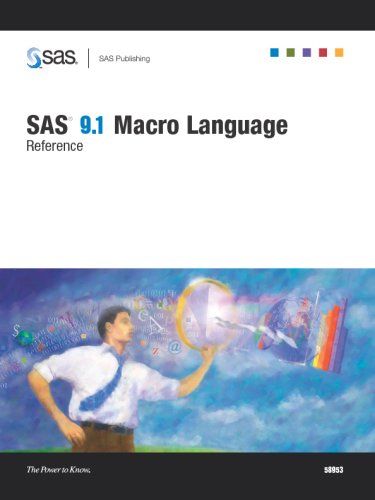 sas.
SAS Publishing
SAS® 9.1 Macro Language
Reference
The Power to Know.
58953